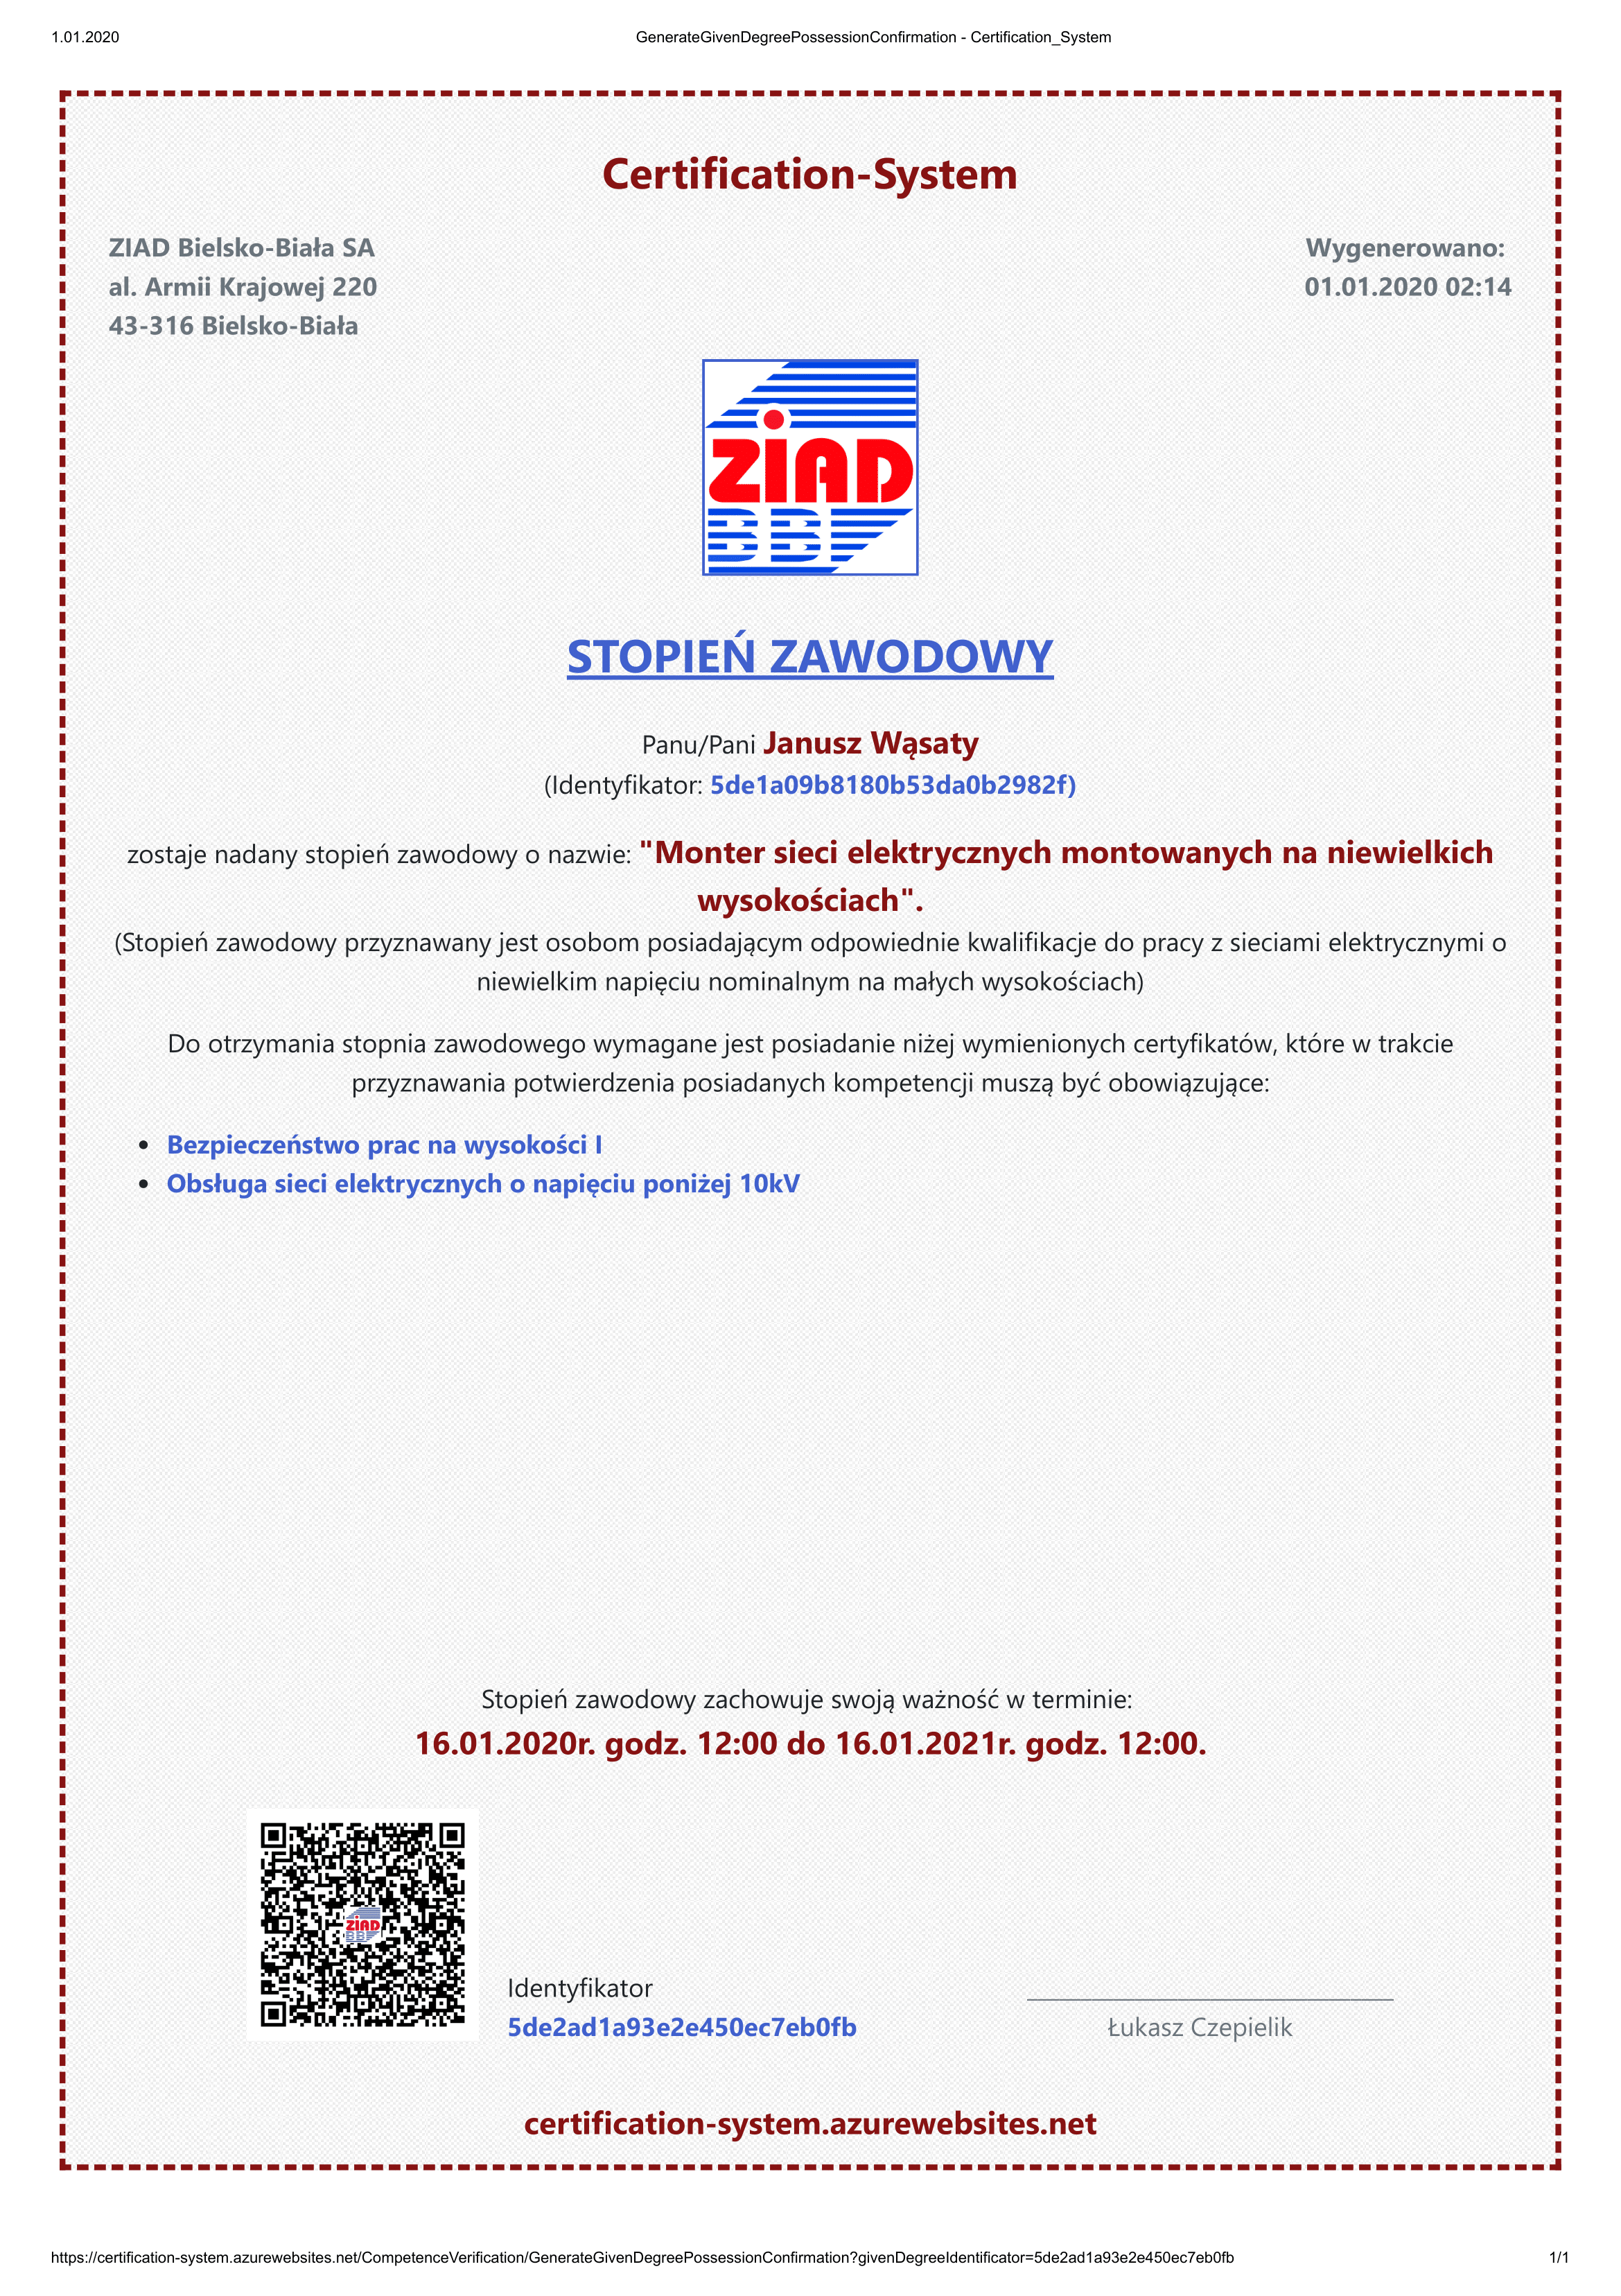 1.01.2020 GenerateGivenDegreePossessionConfirmation - Certification_System
Certification-System
ZIAD Bielsko-Biała SA
al. Armii Krajowej 220
43-316 Bielsko-Biała
Wygenerowano:
01.01.2020 02:14
ZIAD
BB
STOPIEŃ ZAWODOWY
Panu/Pani Janusz Wąsaty
(Identyfikator: 5de1a09b8180b53da0b2982f)
zostaje nadany stopień zawodowy o nazwie: "Monter sieci elektrycznych montowanych na niewielkich
wysokościach".
(Stopień zawodowy przyznawany jest osobom posiadającym odpowiednie kwalifikacje do pracy z sieciami elektrycznymi o
niewielkim napięciu nominalnym na małych wysokościach)
Do otrzymania stopnia zawodowego wymagane jest posiadanie niżej wymienionych certyfikatów, które w trakcie
przyznawania potwierdzenia posiadanych kompetencji muszą być obowiązujące:
• Bezpieczeństwo prac na wysokości I
• Obsługa sieci elektrycznych o napięciu poniżej 10kV
Stopień zawodowy zachowuje swoją ważność w terminie:
16.01.2020r. godz. 12:00 do 16.01.2021r. godz. 12:00.
ZIAD
BB
Identyfikator
5de2ad1a93e2e450ec7eb0fb
Łukasz Czepielik
certification-system.azurewebsites.net
https://certification-system.azurewebsites.net/CompetenceVerification/GenerateGivenDegreePossessionConfirmation?givenDegreeIdentificator=5de2ad1a93e2e450ec7eb0fb 1/1